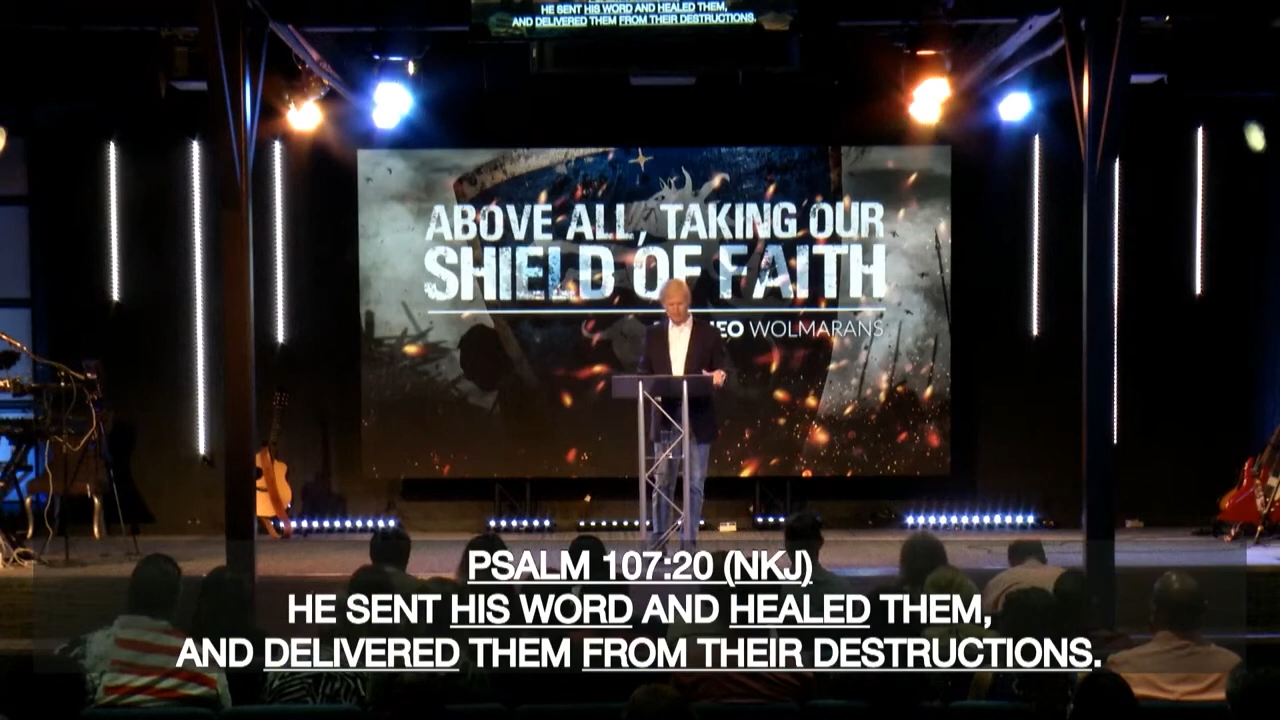 HE SENT HIS WORD AND HEALED THEM,
AND DELIVERED THEM FROM THEIR DESTRUCTIONS.
ABOVE ALL, TAKING OUR
SHIELD OF FAITH
EO WOLMARANS
PSALM 107:20 (NKJ)
HE SENT HIS WORD AND HEALED THEM,
AND DELIVERED THEM FROM THEIR DESTRUCTIONS.